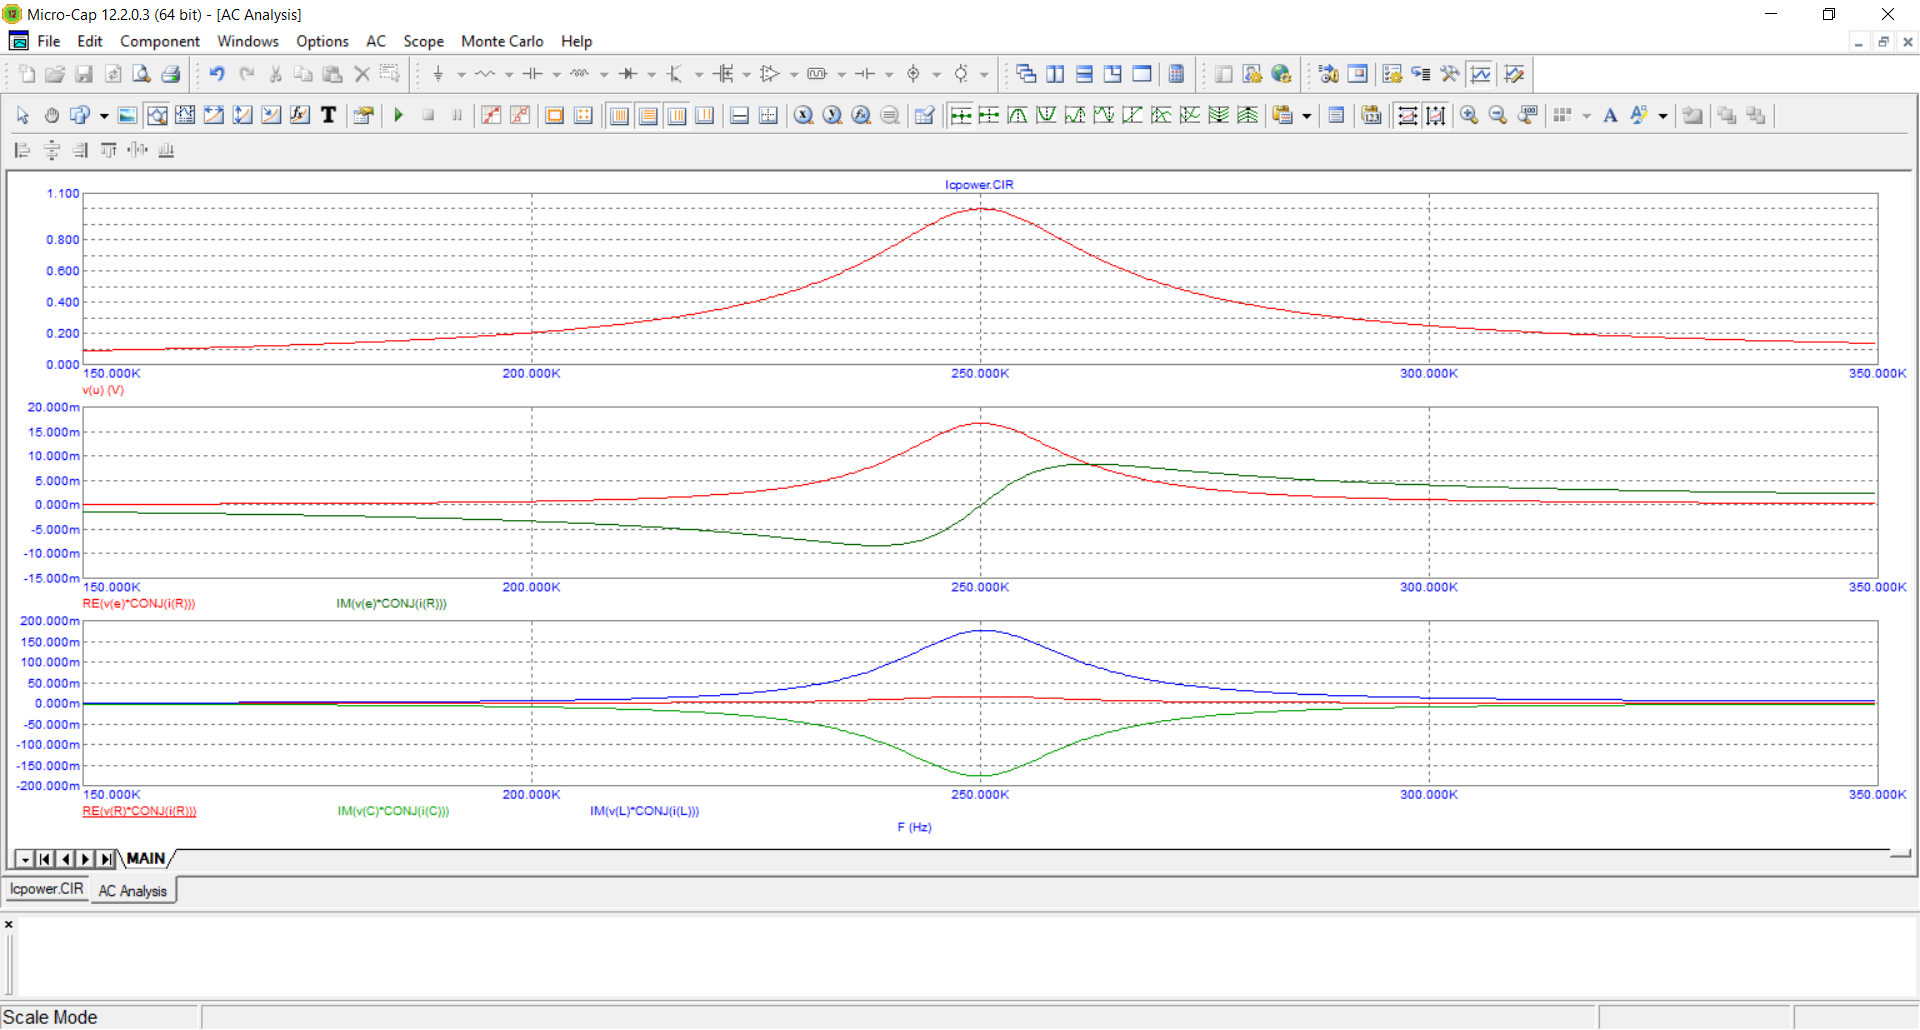 Micro-Cap 12.2.0.3 (64 bit) - [AC Analysis]
File Edit Component Windows Options AC Scope Monte Carlo Help
lcpower.CIR
1.100
0.800
0.600
0.400
0.200
0.000
150.000K 200.000K 250.000K 300.000K 350.000K
v(u) (V)
20.000m
15.000m
10.000m
5.000m
0.000m
-5.000m
-10.000m
-15.000m
150.000K 200.000K 250.000K 300.000K 350.000K
RE(v(e)*CONJ(i(R))) IM(v(e)*CONJ(i(R)))
200.000m
150.000m
100.000m
50.000m
0.000m
-50.000m
-100.000m
-150.000m
-200.000m
150.000K 200.000K 250.000K 300.000K 350.000K
RE(v(R)*CONJ(i(R))) IM(v(C)*CONJ(i(C))) IM(v(L)*CONJ(i(L)))
F (Hz)
MAIN
lcpower.CIR AC Analysis
Scale Mode